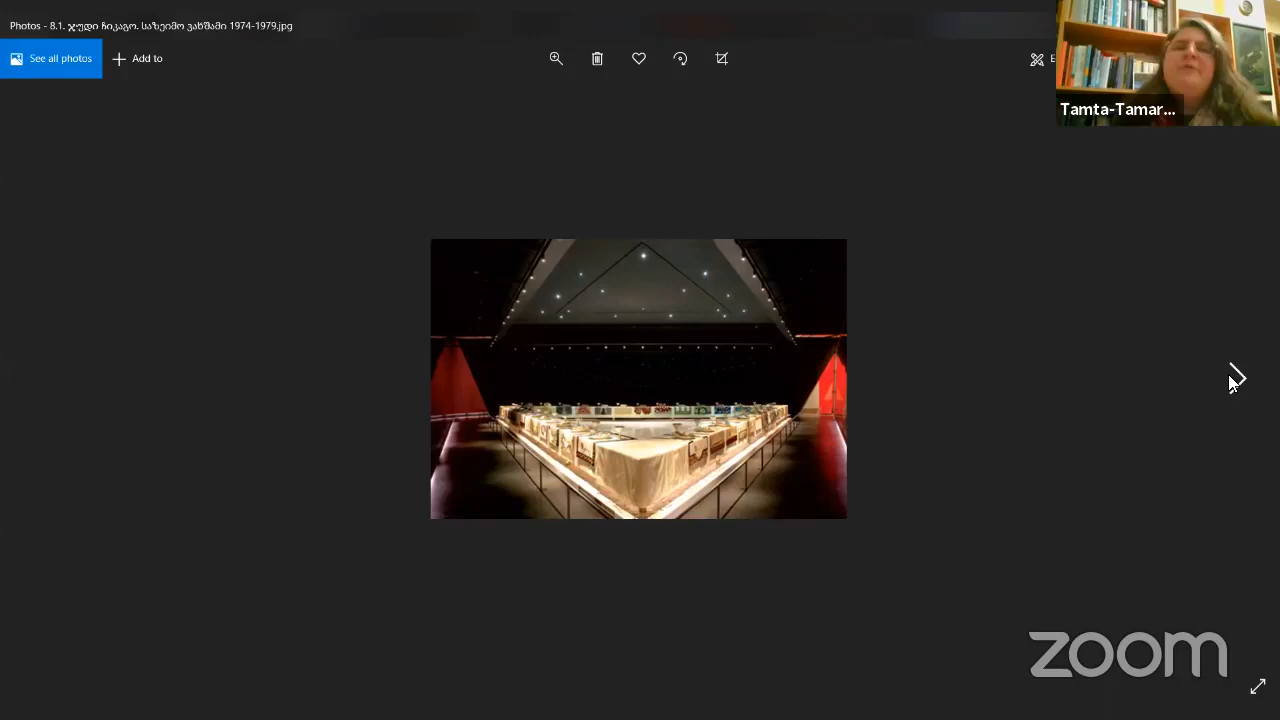 Photos - 8.1. ჯუდი ჩიკაგო. საზეიმო ვახშამი 1974-1979.jpg
See all photos
Add to
E
Tamta-Tamar...
zoom